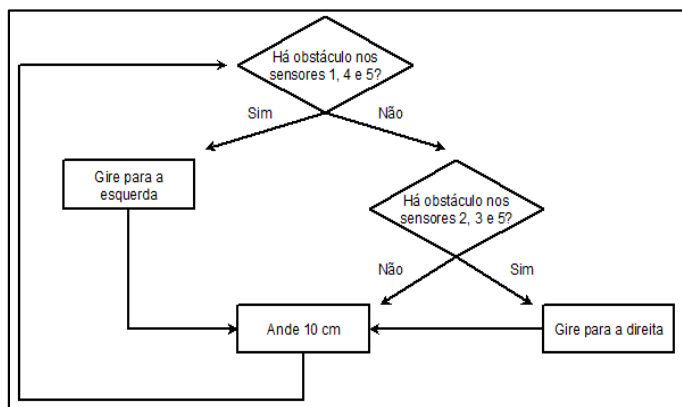 Há obstáculo nos
sensores 1, 4 e 5?
Sim
Não
Gire para a
esquerda
Há obstáculo nos
sensores 2, 3 e 5?
Não
Sim
Ande 10 cm
Gire para a direita